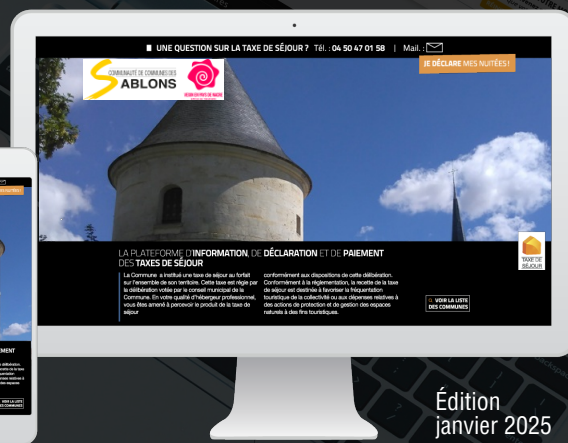 UNE QUESTION SUR LA TAXE DE SÉJOUR ? Tél. : 04 50 47 01 58 | Mail. :
JE DÉCLARE MES NUITÉES !
COMMUNAUTÉ DE COMMUNES DES
SABLONS
VEXIN EN PAYS DE NACRE
LA PLATEFORME D'INFORMATION, DE DÉCLARATION ET DE PAIEMENT
DES TAXES DE SÉJOUR
La Commune a institué une taxe de séjour au forfait
sur l'ensemble de son territoire. Cette taxe est régie par
la délibération votée par le conseil municipal de la
Commune. En votre qualité d'hébergeur professionnel,
vous êtes amené à percevoir le produit de la taxe de
séjour
conformément aux dispositions de cette délibération.
Conformément à la réglementation, la recette de la taxe
de séjour est destinée à favoriser la fréquentation
touristique de la collectivité ou aux dépenses relatives à
des actions de protection et de gestion des espaces
naturels à des fins touristiques.
TAXE DE
SÉJOUR
VOIR LA LISTE
DES COMMUNES
Édition
janvier 2025